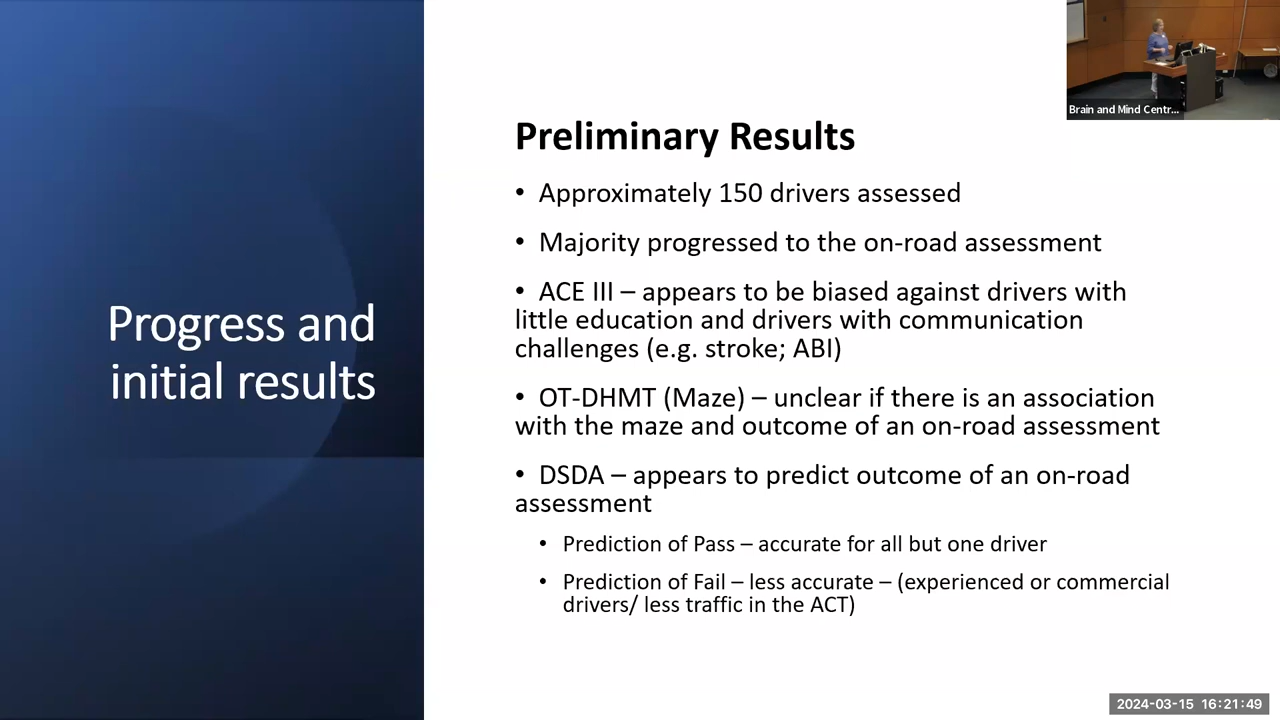 Progress and
initial results
Preliminary Results
• Approximately 150 drivers assessed
• Majority progressed to the on-road assessment
• ACE III – appears to be biased against drivers with
little education and drivers with communication
challenges (e.g. stroke; ABI)
• OT-DHMT (Maze) – unclear if there is an association
with the maze and outcome of an on-road assessment
• DSDA – appears to predict outcome of an on-road
assessment
• Prediction of Pass – accurate for all but one driver
• Prediction of Fail – less accurate – (experienced or commercial
drivers/ less traffic in the ACT)
Brain and Mind Centr...
2024-03-15 16:21:49